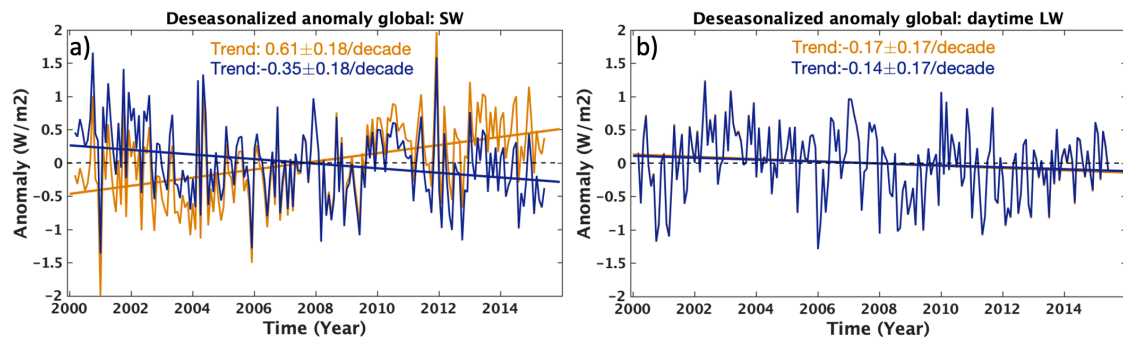 Deseasonalized anomaly global: SW
a)
Trend: 0.61±0.18/decade
Trend:-0.35±0.18/decade
Anomaly (W/m2)
2
1.5
1
0.5
0
-0.5
-1
-1.5
-2
2000 2002 2004 2006 2008 2010 2012 2014
Time (Year)
Deseasonalized anomaly global: daytime LW
b)
Trend:-0.17±0.17/decade
Trend:-0.14±0.17/decade
Anomaly (W/m2)
2
1.5
1
0.5
0
-0.5
-1
-1.5
-2
2000 2002 2004 2006 2008 2010 2012 2014
Time (Year)